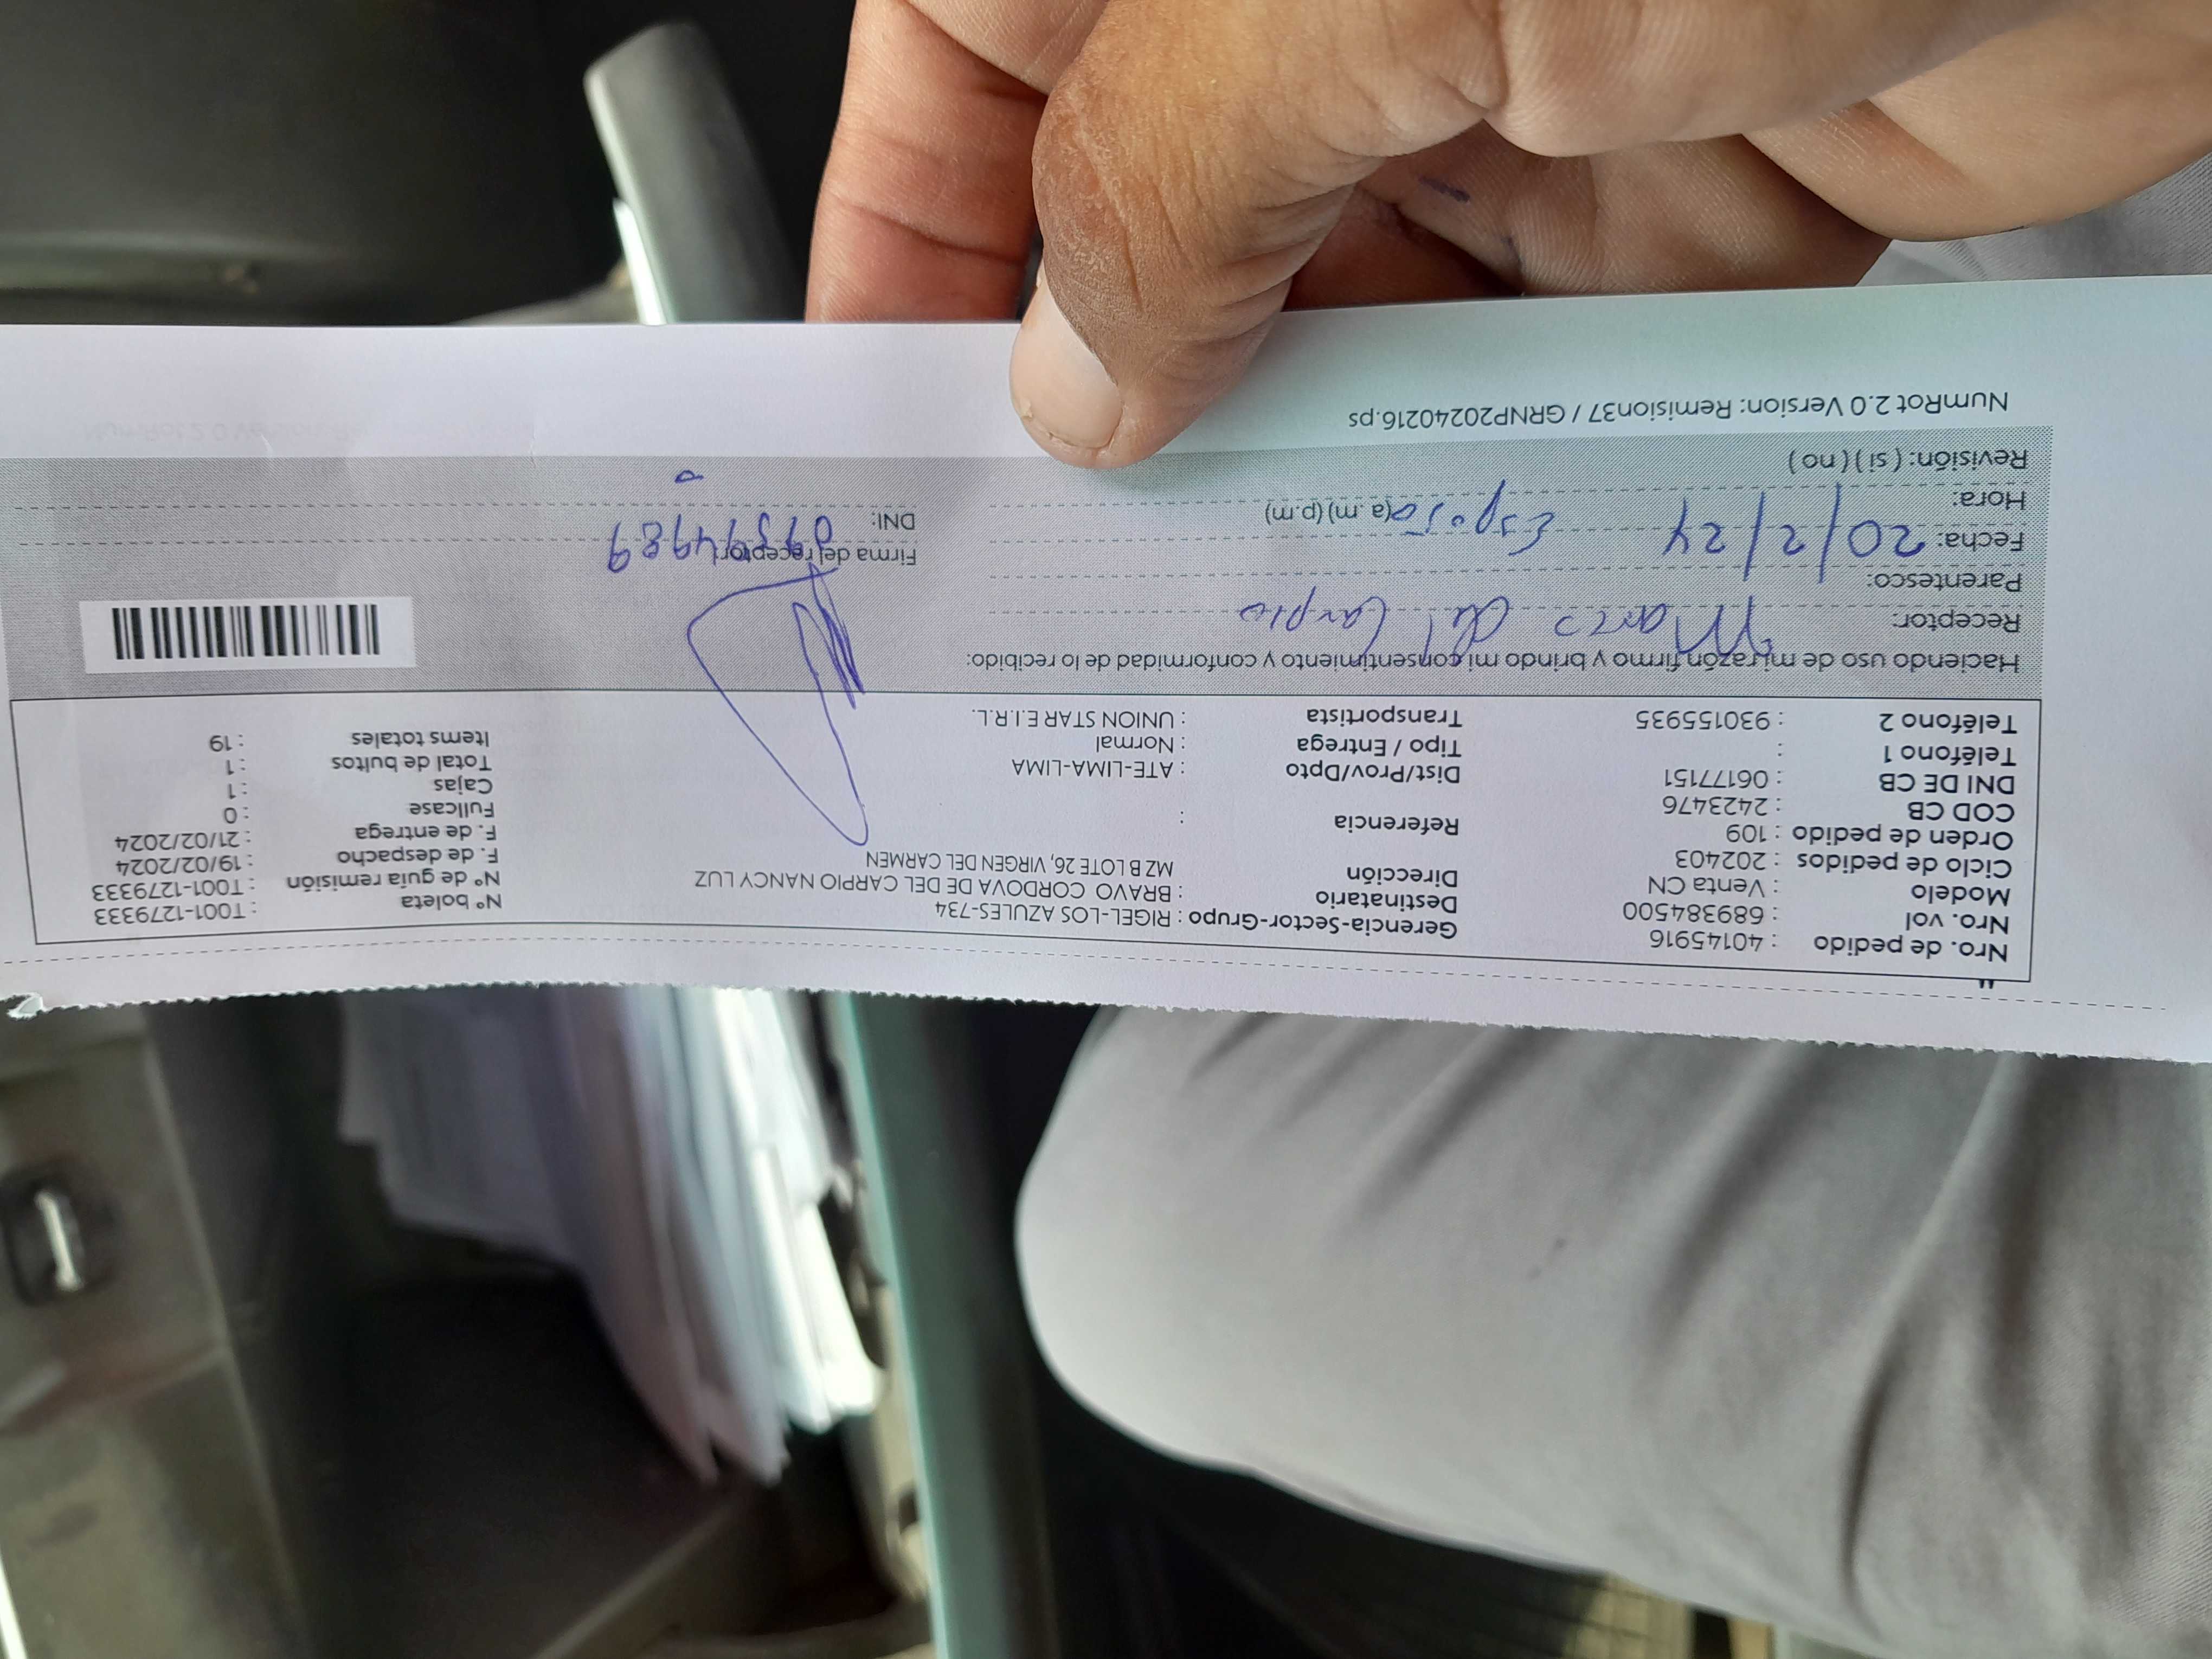 Nro. de pedido : 40145916
Nro. vol : 689384500
Modelo : Venta CN
Ciclo de pedidos : 202403
Orden de pedido : 109
COD CB : 2423476
DNI DE CB : 06177151
Teléfono 1 :
Teléfono 2 : 930155935
Gerencia-Sector-Grupo : RIGEL-LOS AZULES-734
Destinatario : BRAVO CORDOVA DE DEL CARPIO NANCY LUZ
Dirección MZ B LOTE 26, VIRGEN DEL CARMEN
Referencia :
Dist/Prov/Dpto : ATE-LIMA-LIMA
Tipo / Entrega : Normal
Transportista : UNION STAR E.I.R.L.
N° boleta : T001-1279333
N° de guía remisión : T001-1279333
F. de despacho : 19/02/2024
F. de entrega : 21/02/2024
Fullcase : 0
Cajas : 1
Total de bultos : 1
Items totales : 19
Haciendo uso de mi razón firmo y brindo mi consentimiento y conformidad de lo recibido:
Receptor: Marco del Carpio
Parentesco: Esposo
Fecha: 20/2/24
Hora: (a.m) (p.m)
Revisión: ( si ) ( no )
Firma del receptor:
DNI:
NumRot 2.0 Version: Remision37 / GRNP20240216.ps